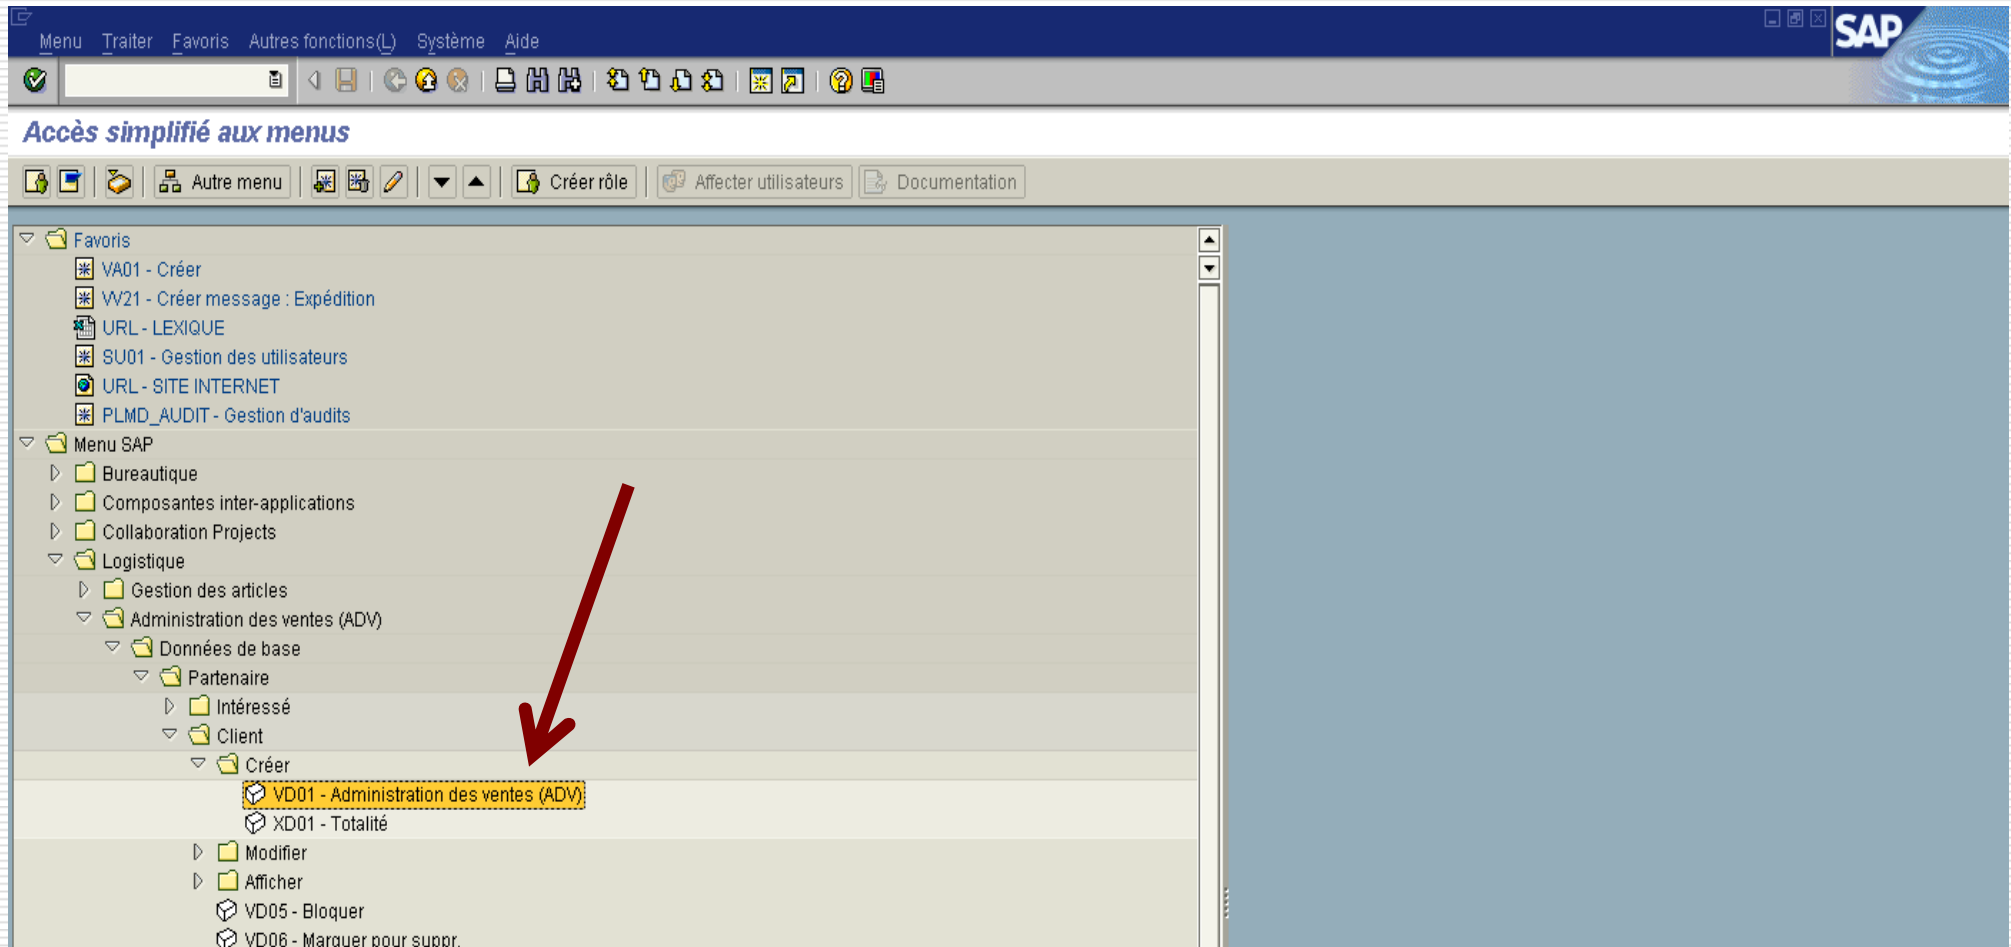 Menu Traiter Favoris Autres fonctions(L) Système Aide
SAP
Accès simplifié aux menus
Autre menu Créer rôle Affecter utilisateurs Documentation
Favoris
VA01 - Créer
VV21 - Créer message : Expédition
URL - LEXIQUE
SU01 - Gestion des utilisateurs
URL - SITE INTERNET
PLMD_AUDIT - Gestion d'audits
Menu SAP
Bureautique
Composantes inter-applications
Collaboration Projects
Logistique
Gestion des articles
Administration des ventes (ADV)
Données de base
Partenaire
Intéressé
Client
Créer
VD01 - Administration des ventes (ADV)
XD01 - Totalité
Modifier
Afficher
VD05 - Bloquer
VD06 - Marquer pour suppr.